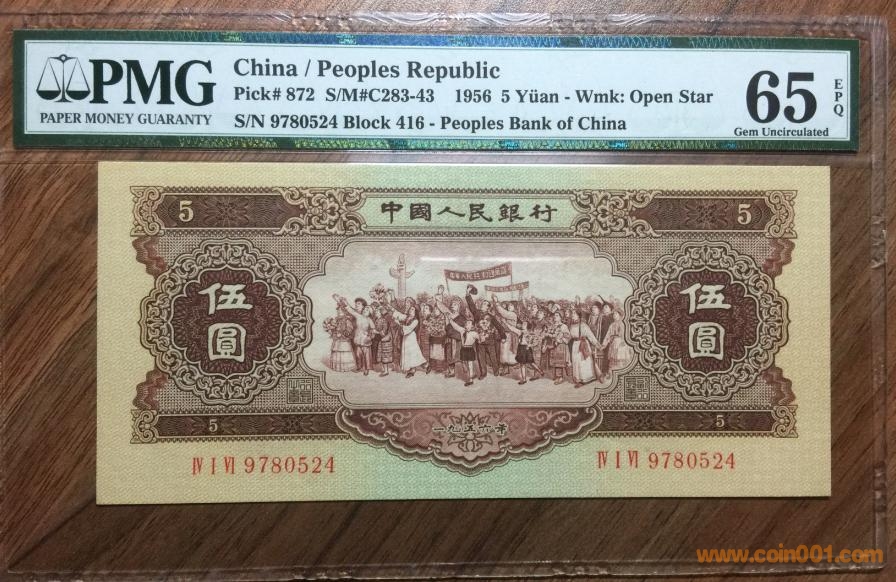 PMG
PAPER MONEY GUARANTY
China / Peoples Republic
Pick# 872 S/M#C283-43 1956 5 Yüan - Wmk: Open Star
S/N 9780524 Block 416 - Peoples Bank of China
65 EPQ
Gem Uncirculated
5 中國人民銀行 5
伍圓 伍圓
5 一九五六年 5
Ⅳ Ⅰ Ⅵ 9780524 Ⅳ Ⅰ Ⅵ 9780524
www.coin001.com